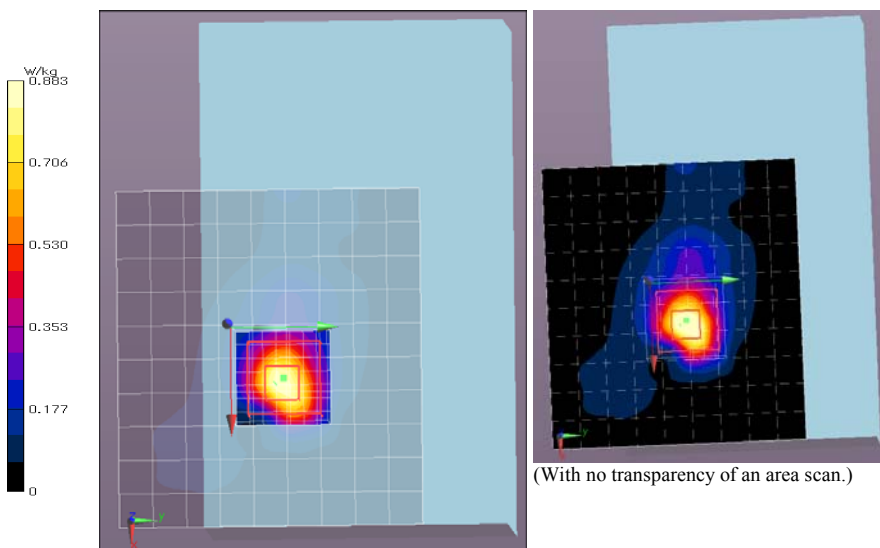 W/kg
0.883
0.706
0.530
0.353
0.177
0
Z
y
x
y
(With no transparency of an area scan.)